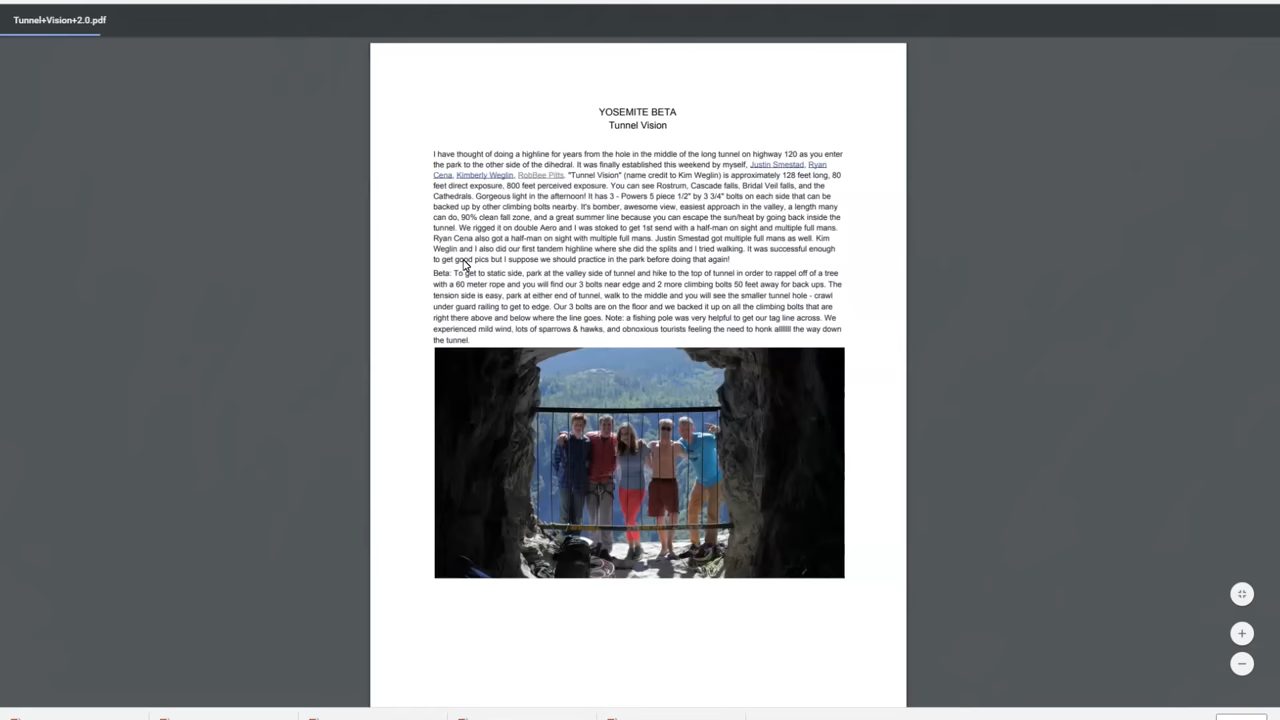 Tunnel+Vision+2.0.pdf
YOSEMITE BETA
Tunnel Vision
I have thought of doing a highline for years from the hole in the middle of the long tunnel on highway 120 as you enter
the park to the other side of the dihedral. It was finally established this weekend by myself, Justin Smestad, Ryan
Cena, Kimberly Weglin, RobBee Pitts. "Tunnel Vision" (name credit to Kim Weglin) is approximately 128 feet long, 80
feet direct exposure, 800 feet perceived exposure. You can see Rostrum, Cascade falls, Bridal Veil falls, and the
Cathedrals. Gorgeous light in the afternoon! It has 3 - Powers 5 piece 1/2" by 3 3/4" bolts on each side that can be
backed up by other climbing bolts nearby. It's bomber, awesome view, easiest approach in the valley, a length many
can do, 90% clean fall zone, and a great summer line because you can escape the sun/heat by going back inside the
tunnel. We rigged it on double Aero and I was stoked to get 1st send with a half-man on sight and multiple full mans.
Ryan Cena also got a half-man on sight with multiple full mans. Justin Smestad got multiple full mans as well. Kim
Weglin and I also did our first tandem highline where she did the splits and I tried walking. It was successful enough
to get good pics but I suppose we should practice in the park before doing that again!
Beta: To get to static side, park at the valley side of tunnel and hike to the top of tunnel in order to rappel off of a tree
with a 60 meter rope and you will find our 3 bolts near edge and 2 more climbing bolts 50 feet away for back ups. The
tension side is easy, park at either end of tunnel, walk to the middle and you will see the smaller tunnel hole - crawl
under guard railing to get to edge. Our 3 bolts are on the floor and we backed it up on all the climbing bolts that are
right there above and below where the line goes. Note: a fishing pole was very helpful to get our tag line across. We
experienced mild wind, lots of sparrows & hawks, and obnoxious tourists feeling the need to honk allllll the way down
the tunnel.